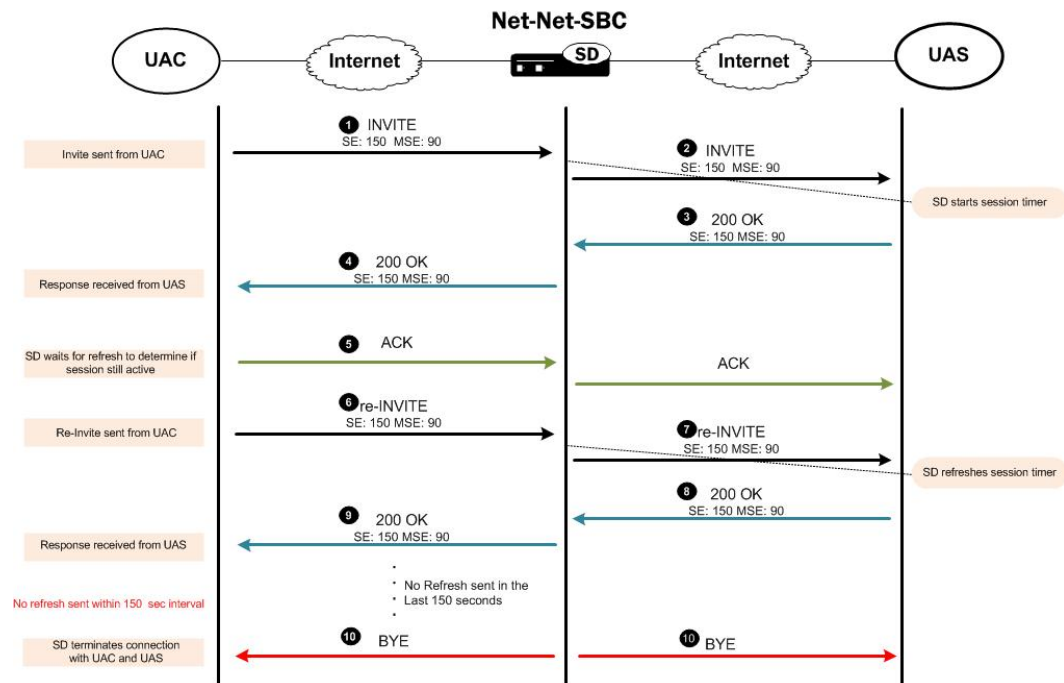 Net-Net-SBC
UAC
Internet
SD
Internet
UAS
1 INVITE
SE: 150 MSE: 90
Invite sent from UAC
2 INVITE
SE: 150 MSE: 90
SD starts session timer
3 200 OK
SE: 150 MSE: 90
4 200 OK
SE: 150 MSE: 90
Response received from UAS
5 ACK
SD waits for refresh to determine if
session still active
ACK
6 re-INVITE
SE: 150 MSE: 90
Re-Invite sent from UAC
7 re-INVITE
SE: 150 MSE: 90
SD refreshes session timer
8 200 OK
SE: 150 MSE: 90
9 200 OK
SE: 150 MSE: 90
Response received from UAS
No Refresh sent in the
Last 150 seconds
No refresh sent within 150 sec interval
10 BYE
10 BYE
SD terminates connection
with UAC and UAS